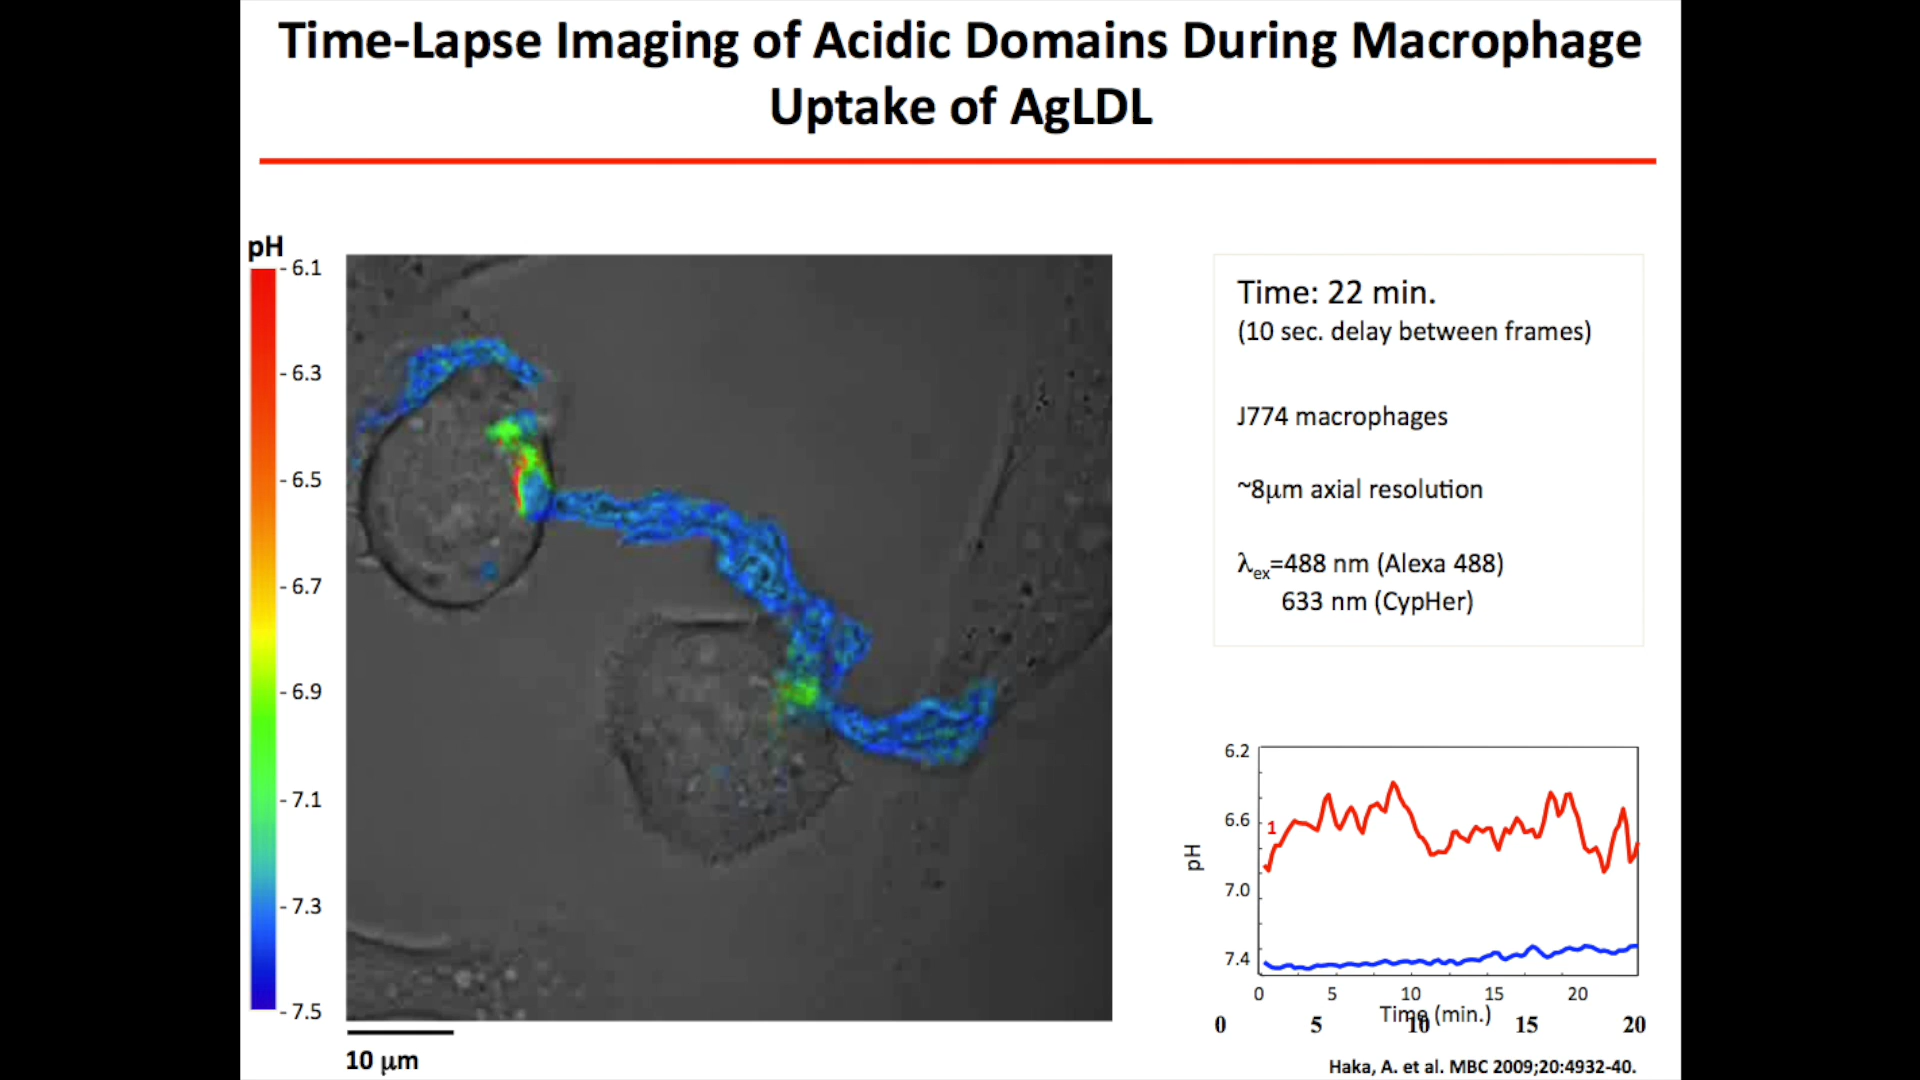 Time-Lapse Imaging of Acidic Domains During Macrophage
Uptake of AgLDL
pH
- 6.1
- 6.3
- 6.5
- 6.7
- 6.9
- 7.1
- 7.3
- 7.5
10 μm
Time: 22 min.
(10 sec. delay between frames)
J774 macrophages
~8μm axial resolution
λex=488 nm (Alexa 488)
633 nm (CypHer)
6.2
6.6
7.0
7.4
pH
1
0 5 10 15 20
Time (min.)
0 5 10 15 20
Haka, A. et al. MBC 2009;20:4932-40.